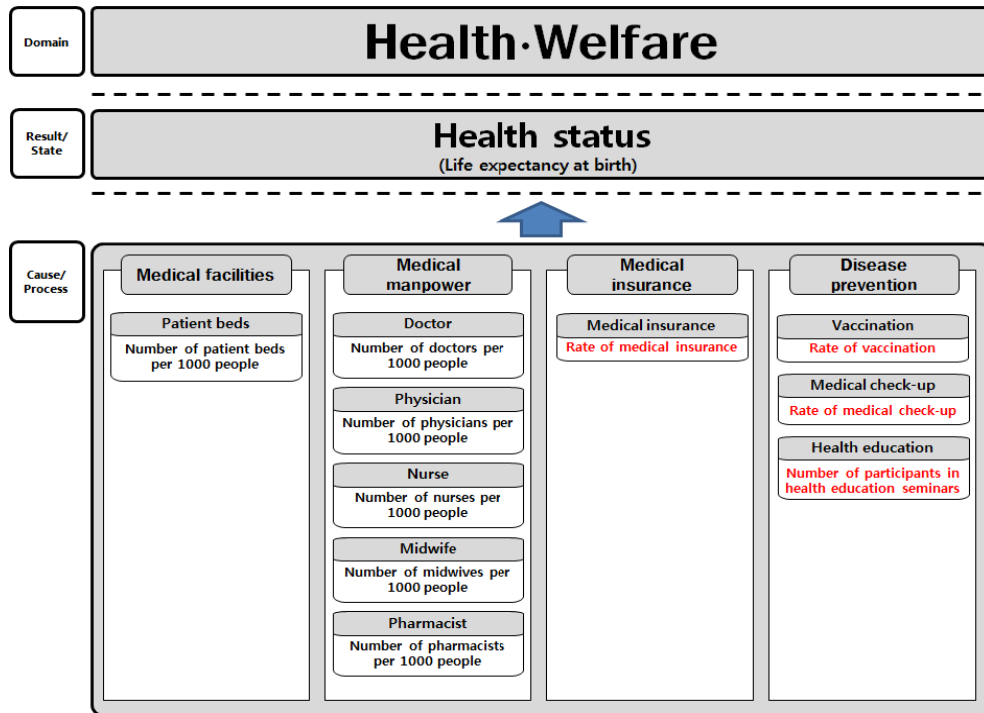 Domain
Health·Welfare
Result/
State
Health status
(Life expectancy at birth)
Cause/
Process
Medical facilities
Patient beds
Number of patient beds
per 1000 people
Medical
manpower
Doctor
Number of doctors per
1000 people
Physician
Number of physicians per
1000 people
Nurse
Number of nurses per
1000 people
Midwife
Number of midwives per
1000 people
Pharmacist
Number of pharmacists
per 1000 people
Medical
insurance
Medical insurance
Rate of medical insurance
Disease
prevention
Vaccination
Rate of vaccination
Medical check-up
Rate of medical check-up
Health education
Number of participants in
health education seminars